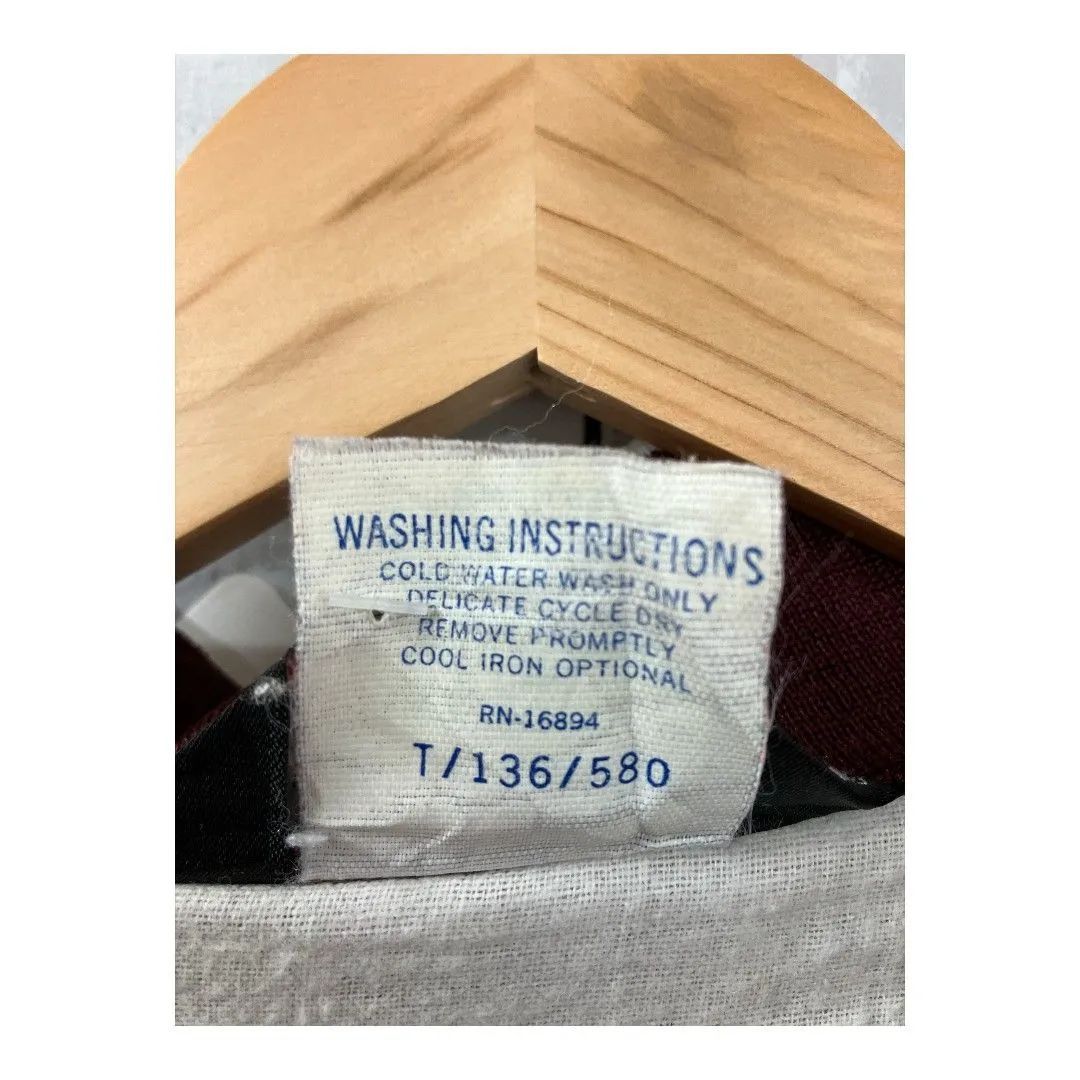 WASHING INSTRUCTIONS
COLD WATER WASH ONLY
DELICATE CYCLE DRY
REMOVE PROMPTLY
COOL IRON OPTIONAL
RN-16894
T/136/580